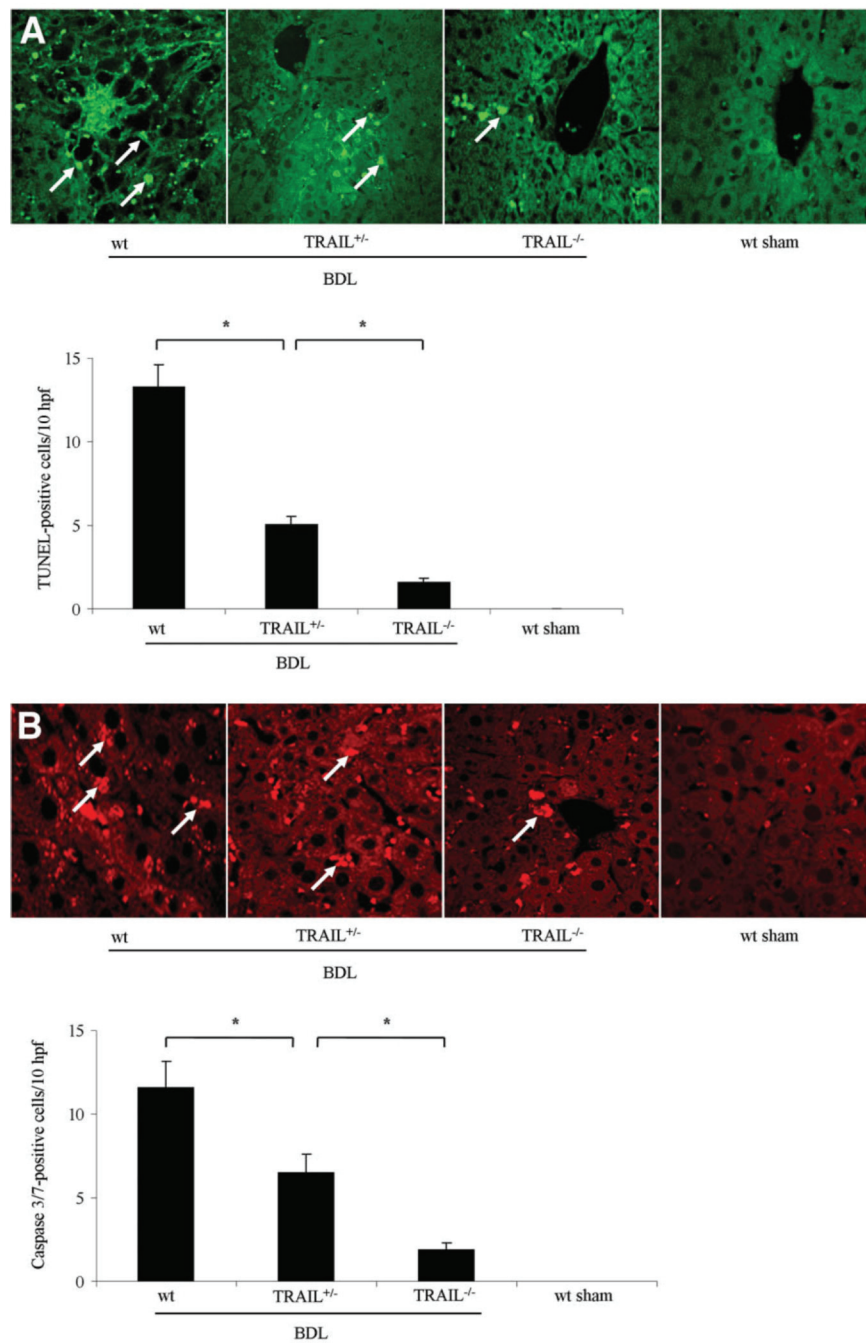 A
wt TRAIL+/- TRAIL-/- wt sham
BDL
* *
TUNEL-positive cells/10 hpf
15
10
5
0
wt TRAIL+/- TRAIL-/- wt sham
BDL
B
wt TRAIL+/- TRAIL-/- wt sham
BDL
* *
Caspase 3/7-positive cells/10 hpf
15
10
5
0
wt TRAIL+/- TRAIL-/- wt sham
BDL